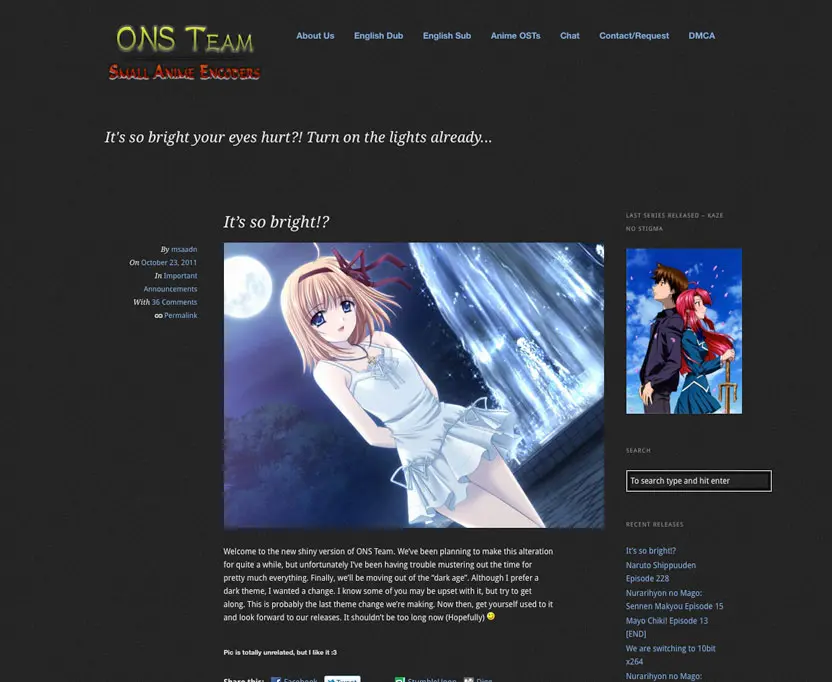 ONS TEAM
SMALL ANIME ENCODERS
About Us English Dub English Sub Anime OSTs Chat Contact/Request DMCA
It's so bright your eyes hurt?! Turn on the lights already...
It's so bright!?
By msaadn
On October 23, 2011
In Important
Announcements
With 36 Comments
Permalink
Welcome to the new shiny version of ONS Team. We've been planning to make this alteration
for quite a while, but unfortunately I've been having trouble mustering out the time for
pretty much everything. Finally, we'll be moving out of the "dark age". Although I prefer a
dark theme, I wanted a change. I know some of you may be upset with it, but try to get
along. This is probably the last theme change we're making. Now then, get yourself used to it
and look forward to our releases. It shouldn't be too long now (Hopefully)
Pic is totally unrelated, but I like it :3
Share this: Facebook Tweet StumbleUpon Digg
LAST SERIES RELEASED – KAZE
NO STIGMA
SEARCH
To search type and hit enter
RECENT RELEASES
It's so bright!?
Naruto Shippuuden
Episode 228
Nurarihyon no Mago:
Sennen Makyou Episode 15
Mayo Chiki! Episode 13
[END]
We are switching to 10bit
x264
Nurarihyon no Mago: